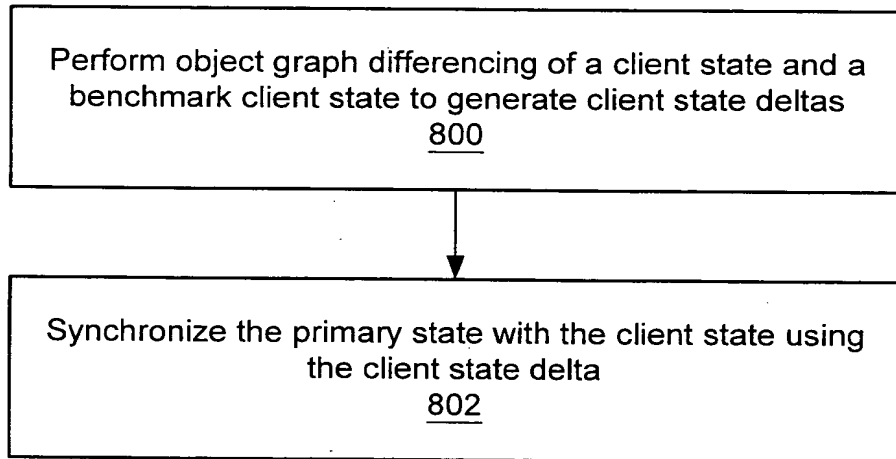 Perform object graph differencing of a client state and a
benchmark client state to generate client state deltas
800
Synchronize the primary state with the client state using
the client state delta
802